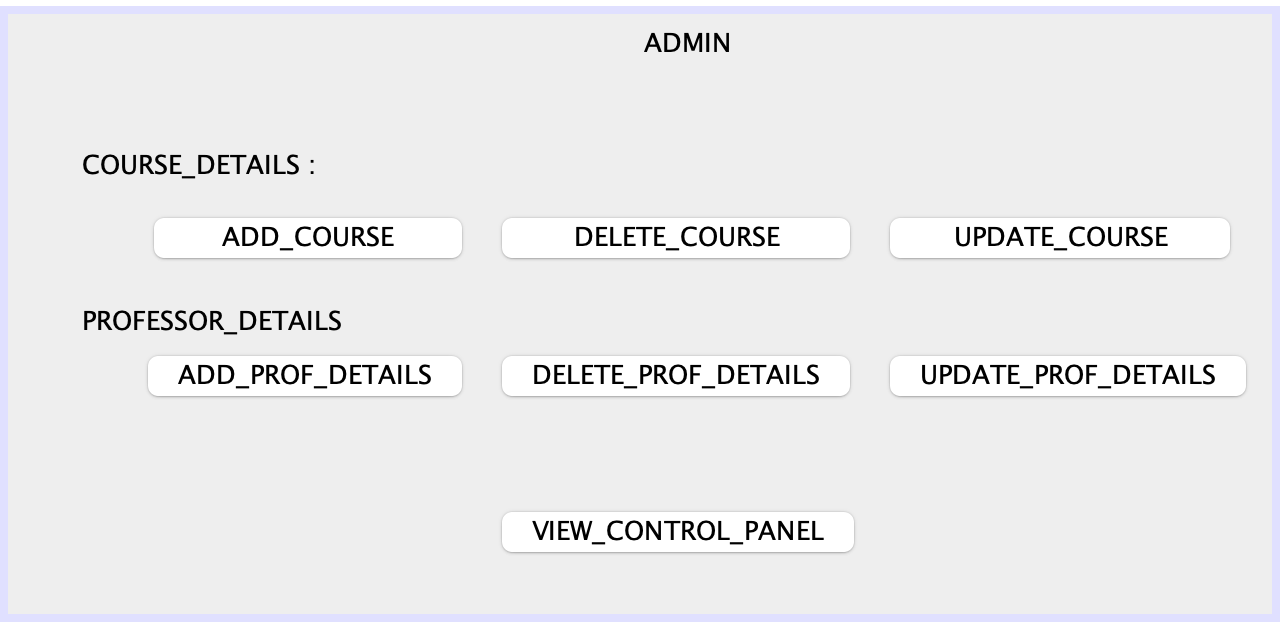 ADMIN
COURSE_DETAILS :
ADD_COURSE DELETE_COURSE UPDATE_COURSE
PROFESSOR_DETAILS
ADD_PROF_DETAILS DELETE_PROF_DETAILS UPDATE_PROF_DETAILS
VIEW_CONTROL_PANEL